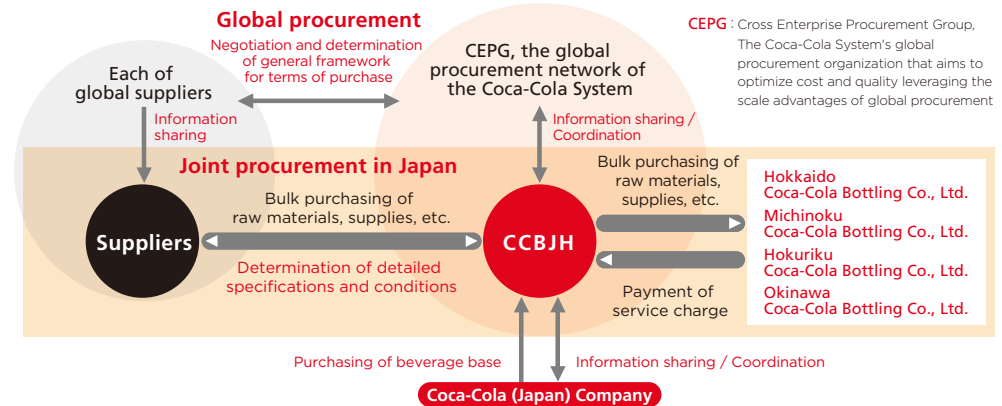 Global procurement
Negotiation and determination
of general framework
for terms of purchase
Each of
global suppliers
CEPG, the global
procurement network of
the Coca-Cola System
CEPG : Cross Enterprise Procurement Group,
The Coca-Cola System's global
procurement organization that aims to
optimize cost and quality leveraging the
scale advantages of global procurement
Information
sharing
Information sharing /
Coordination
Joint procurement in Japan
Bulk purchasing of
raw materials, supplies, etc.
Suppliers
CCBJH
Determination of detailed
specifications and conditions
Bulk purchasing of
raw materials,
supplies, etc.
Payment of
service charge
Hokkaido
Coca-Cola Bottling Co., Ltd.
Michinoku
Coca-Cola Bottling Co., Ltd.
Hokuriku
Coca-Cola Bottling Co., Ltd.
Okinawa
Coca-Cola Bottling Co., Ltd.
Purchasing of beverage base
Information sharing / Coordination
Coca-Cola (Japan) Company